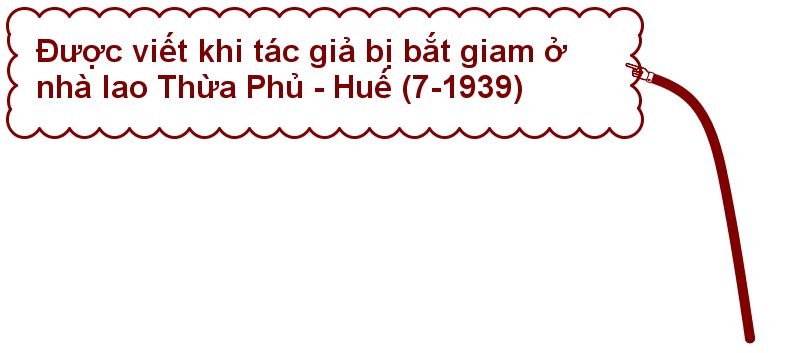 Được viết khi tác giả bị bắt giam ở
nhà lao Thừa Phủ - Huế (7-1939)